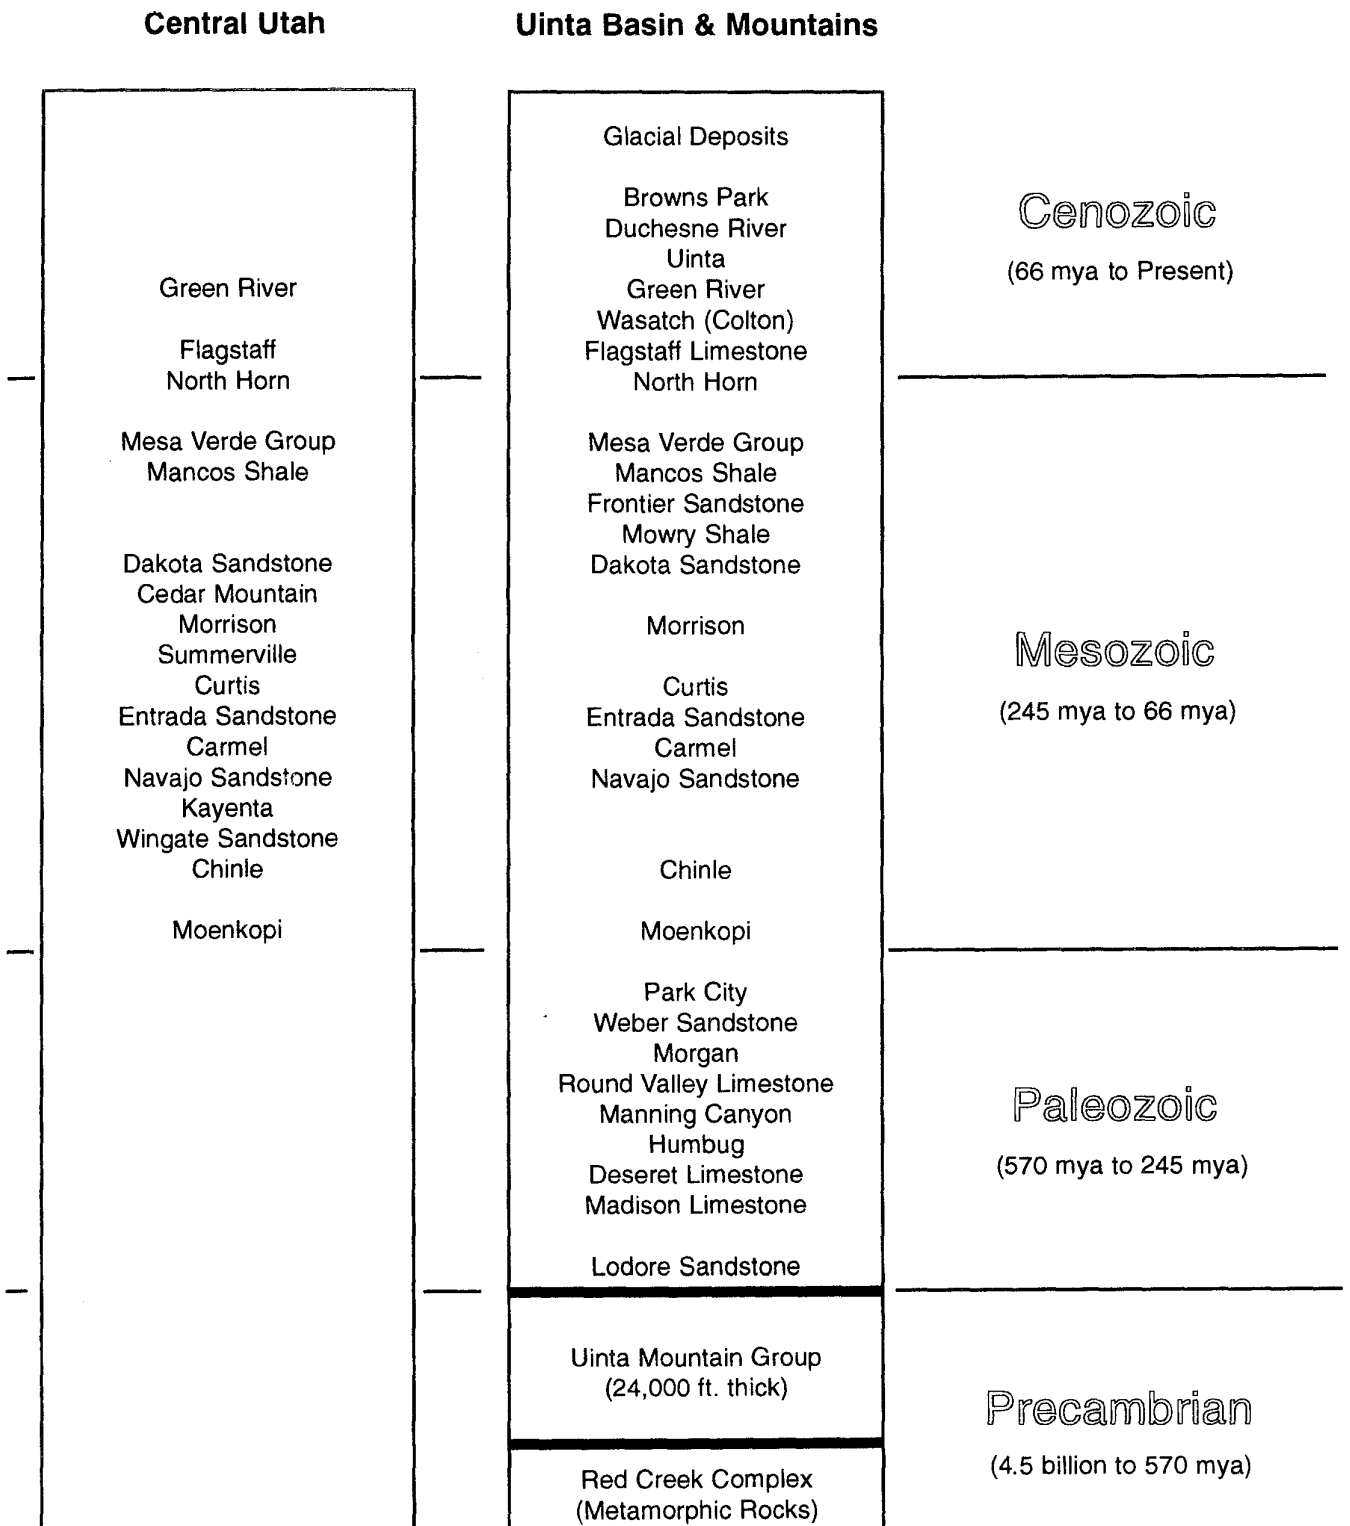 Central Utah
Green River
Flagstaff
North Horn
Mesa Verde Group
Mancos Shale
Dakota Sandstone
Cedar Mountain
Morrison
Summerville
Curtis
Entrada Sandstone
Carmel
Navajo Sandstone
Kayenta
Wingate Sandstone
Chinle
Moenkopi
Uinta Basin & Mountains
Glacial Deposits
Browns Park
Duchesne River
Uinta
Green River
Wasatch (Colton)
Flagstaff Limestone
North Horn
Mesa Verde Group
Mancos Shale
Frontier Sandstone
Mowry Shale
Dakota Sandstone
Morrison
Curtis
Entrada Sandstone
Carmel
Navajo Sandstone
Chinle
Moenkopi
Park City
Weber Sandstone
Morgan
Round Valley Limestone
Manning Canyon
Humbug
Deseret Limestone
Madison Limestone
Lodore Sandstone
Uinta Mountain Group
(24,000 ft. thick)
Red Creek Complex
(Metamorphic Rocks)
Cenozoic
(66 mya to Present)
Mesozoic
(245 mya to 66 mya)
Paleozoic
(570 mya to 245 mya)
Precambrian
(4.5 billion to 570 mya)